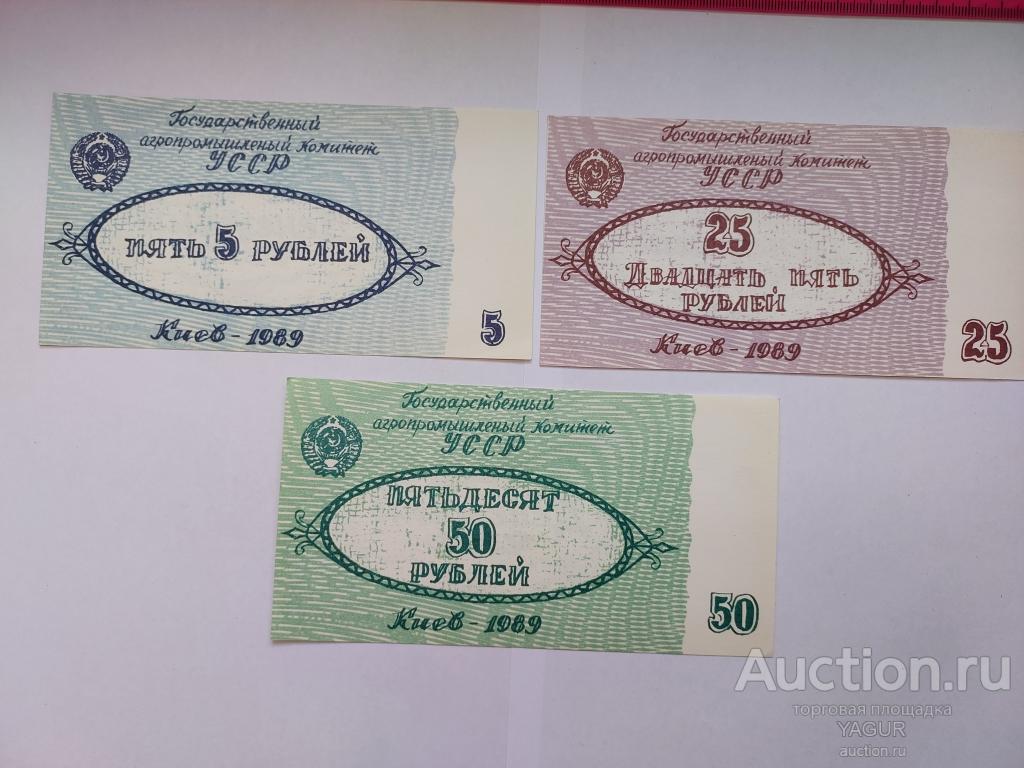 Государственный
агропромышленый комитет
УССР
ПЯТЬ 5 РУБЛЕЙ
Киев - 1989
5
Государственный
агропромышленый комитет
УССР
25
ДВАДЦАТЬ ПЯТЬ
РУБЛЕЙ
Киев - 1989
25
Государственный
агропромышленый комитет
УССР
ПЯТЬДЕСЯТ
50
РУБЛЕЙ
Киев - 1989
50
Auction.ru
торговая площадка
YAGUR
auction.ru